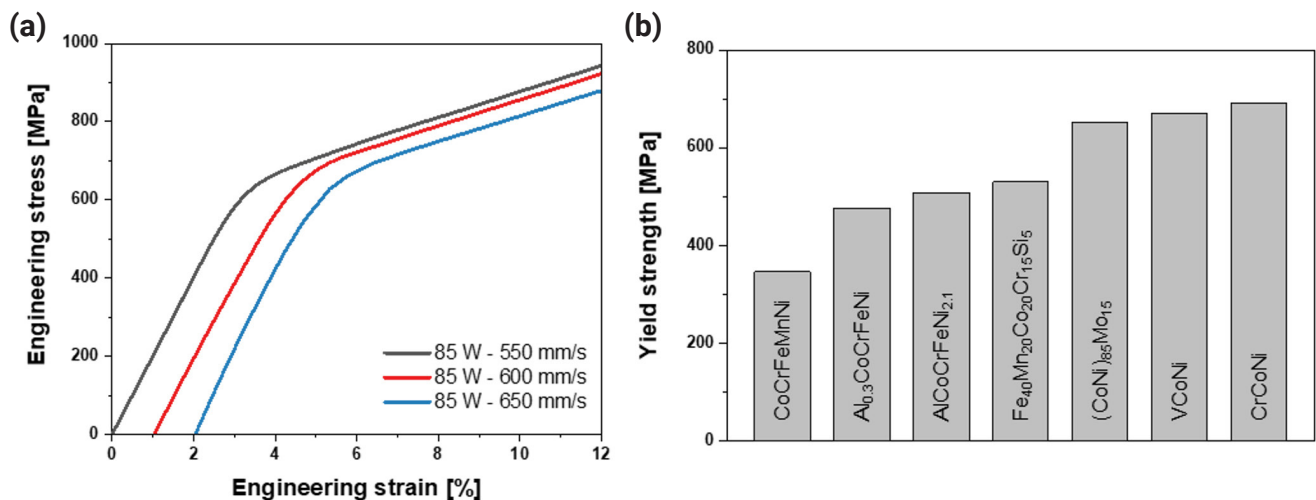 (a)
1000
800
600
400
200
0
Engineering stress [MPa]
85 W - 550 mm/s
85 W - 600 mm/s
85 W - 650 mm/s
0 2 4 6 8 10 12
Engineering strain [%]
(b)
800
600
400
200
0
Yield strength [MPa]
CoCrFeMnNi
Al₀.₃CoCrFeNi
AlCoCrFeNi₂.₁
Fe₄₀Mn₂₀Co₂₀Cr₁₅Si₅
(CoNi)₈₅Mo₁₅
VCoNi
CrCoNi